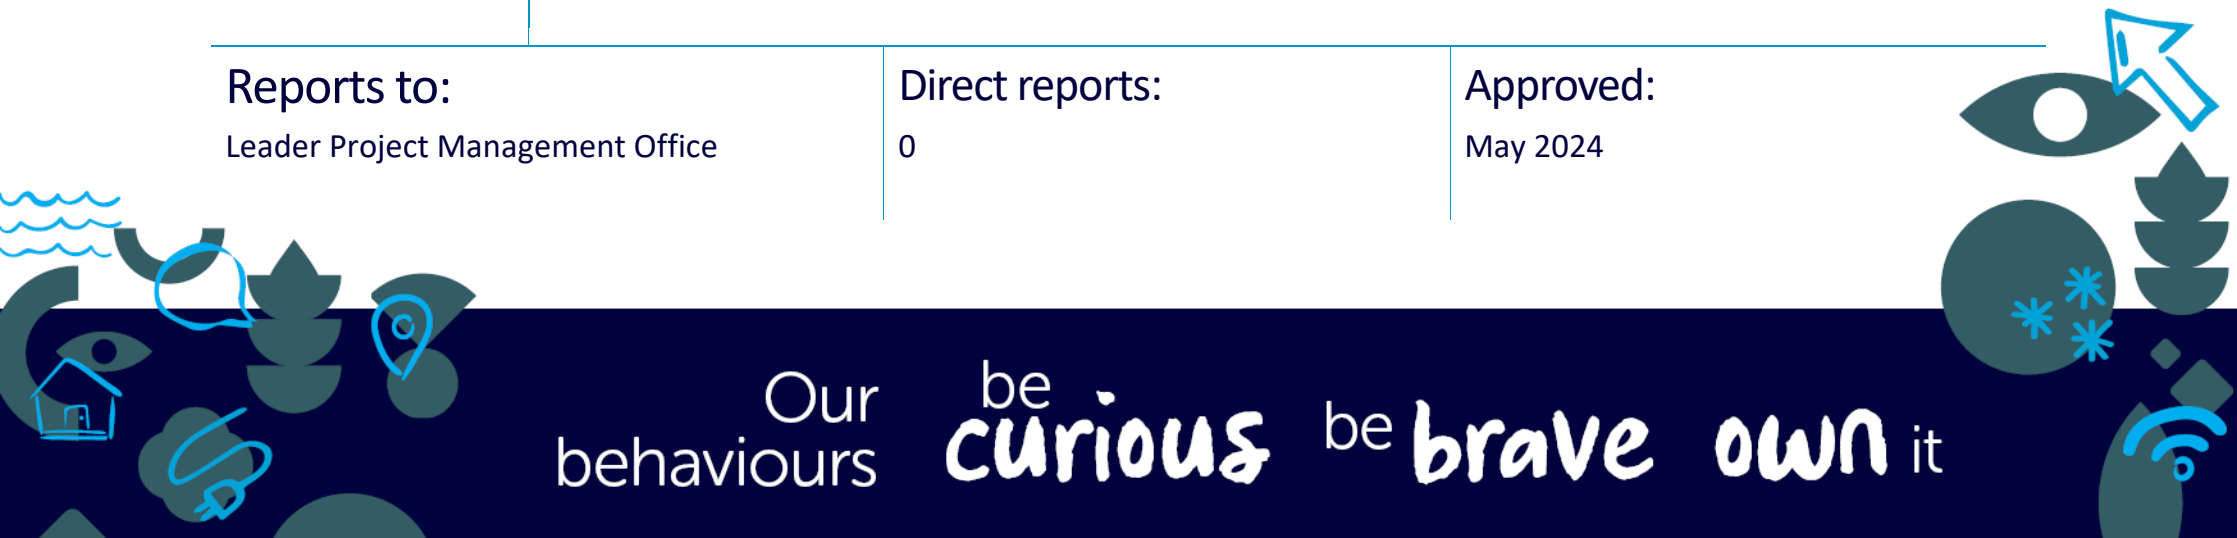 Reports to:
Leader Project Management Office
Direct reports:
0
Approved:
May 2024
Our
behaviours
be
curious
be brave
own it